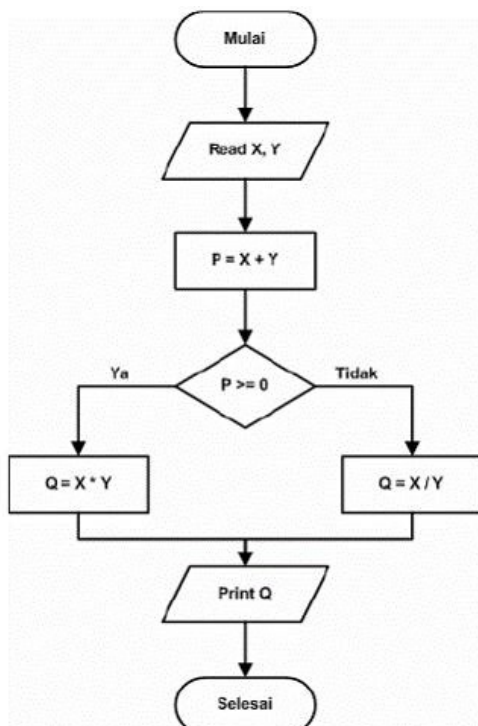 Mulai
Read X, Y
P = X + Y
P >= 0
Ya
Tidak
Q = X * Y
Q = X / Y
Print Q
Selesai